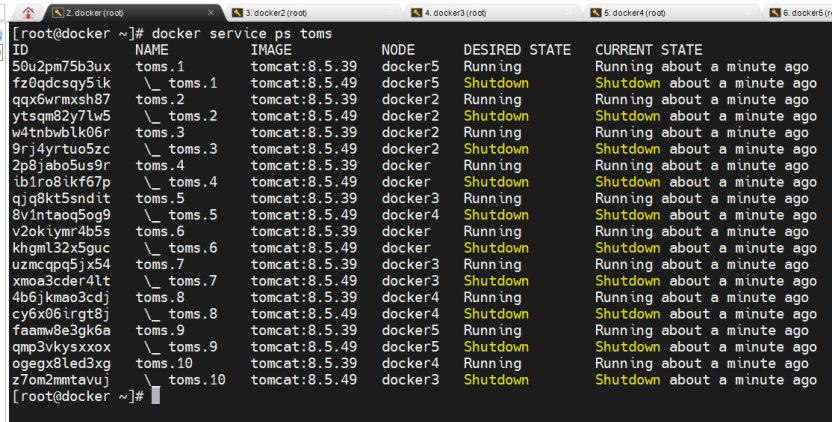 2. docker (root)
3. docker2 (root)
4. docker3 (root)
5. docker4 (root)
6. docker5 (r
[root@docker ~]# docker service ps toms
ID NAME IMAGE NODE DESIRED STATE CURRENT STATE
50u2pm75b3ux toms.1 tomcat:8.5.39 docker5 Running Running about a minute ago
fz0qdcsqy5ik \_ toms.1 tomcat:8.5.49 docker5 Shutdown Shutdown about a minute ago
qqx6wrmxsh87 toms.2 tomcat:8.5.39 docker2 Running Running about a minute ago
ytsqm82y7lw5 \_ toms.2 tomcat:8.5.49 docker2 Shutdown Shutdown about a minute ago
w4tnbwblk06r toms.3 tomcat:8.5.39 docker2 Running Running about a minute ago
9rj4yrtuo5zc \_ toms.3 tomcat:8.5.49 docker2 Shutdown Shutdown about a minute ago
2p8jabo5us9r toms.4 tomcat:8.5.39 docker Running Running about a minute ago
ib1ro8ikf67p \_ toms.4 tomcat:8.5.49 docker Shutdown Shutdown about a minute ago
qjq8kt5sndit toms.5 tomcat:8.5.39 docker3 Running Running about a minute ago
8v1ntaoq5og9 \_ toms.5 tomcat:8.5.49 docker4 Shutdown Shutdown about a minute ago
v2okiymr4b5s toms.6 tomcat:8.5.39 docker Running Running about a minute ago
khgml32x5guc \_ toms.6 tomcat:8.5.49 docker Shutdown Shutdown about a minute ago
uzmcqpq5jx54 toms.7 tomcat:8.5.39 docker3 Running Running about a minute ago
xmoa3cder4lt \_ toms.7 tomcat:8.5.49 docker3 Shutdown Shutdown about a minute ago
4b6jkmao3cdj toms.8 tomcat:8.5.39 docker4 Running Running about a minute ago
cy6x06irgt8j \_ toms.8 tomcat:8.5.49 docker4 Shutdown Shutdown about a minute ago
faamw8e3gk6a toms.9 tomcat:8.5.39 docker5 Running Running about a minute ago
qmp3vkysxxox \_ toms.9 tomcat:8.5.49 docker5 Shutdown Shutdown about a minute ago
ogegx8led3xg toms.10 tomcat:8.5.39 docker4 Running Running about a minute ago
z7om2mmtavuj \_ toms.10 tomcat:8.5.49 docker3 Shutdown Shutdown about a minute ago
[root@docker ~]#